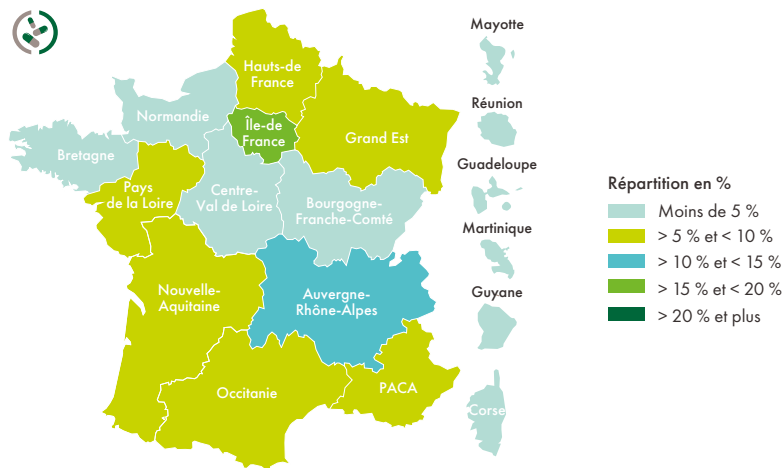 Mayotte
Hauts-de
France
Réunion
Normandie
Île-de
France
Grand Est
Bretagne
Guadeloupe
Pays
de la Loire
Centre-
Val de Loire
Bourgogne-
Franche-Comté
Martinique
Nouvelle-
Aquitaine
Auvergne-
Rhône-Alpes
Guyane
Occitanie
PACA
Corse
Répartition en %
Moins de 5 %
> 5 % et < 10 %
> 10 % et < 15 %
> 15 % et < 20 %
> 20 % et plus